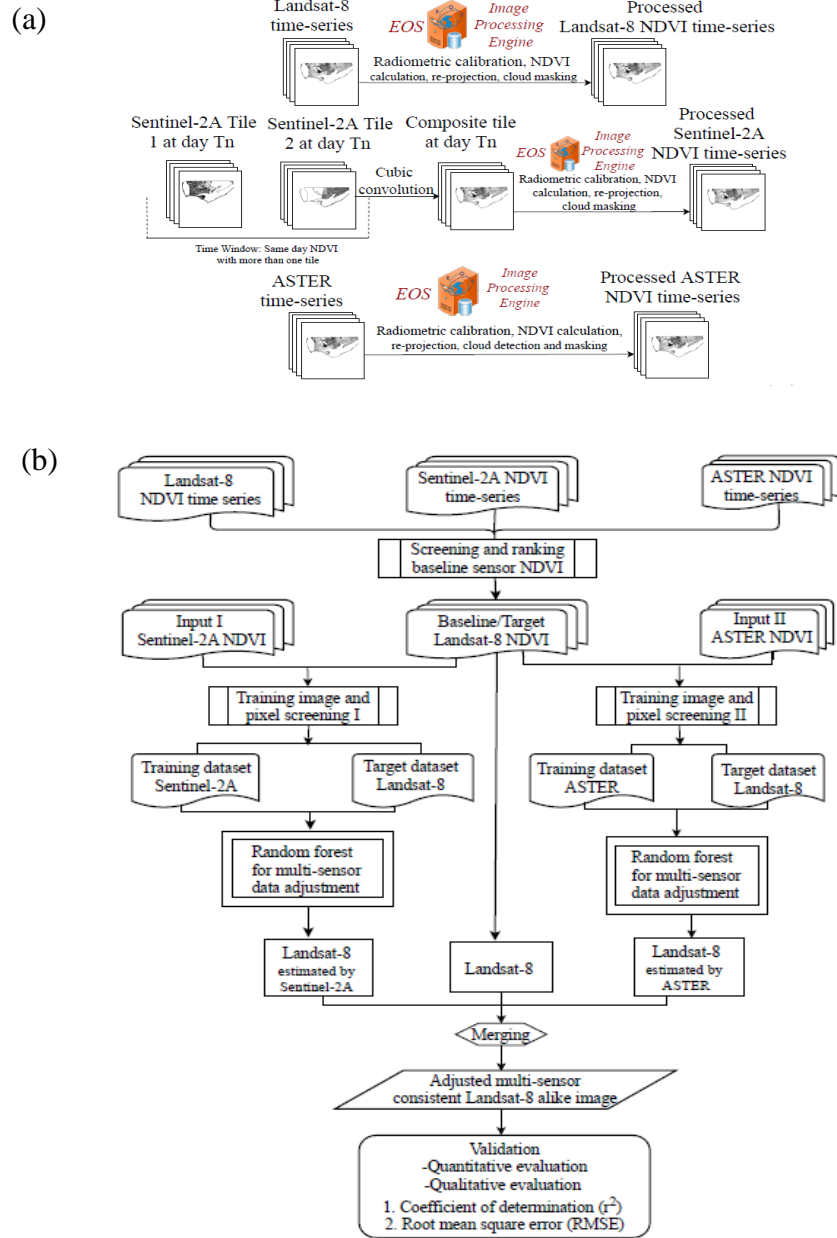 (a)
Landsat-8
time-series
EOS
Image
Processing
Engine
Radiometric calibration, NDVI
calculation, re-projection, cloud masking
Processed
Landsat-8 NDVI time-series
Sentinel-2A Tile
1 at day Tn
Sentinel-2A Tile
2 at day Tn
Cubic
convolution
Composite tile
at day Tn
EOS
Image
Processing
Engine
Radiometric calibration, NDVI
calculation, re-projection,
cloud masking
Processed
Sentinel-2A
NDVI time-series
Time Window: Same day NDVI
with more than one tile
ASTER
time-series
EOS
Image
Processing
Engine
Radiometric calibration, NDVI calculation,
re-projection, cloud detection and masking
Processed ASTER
NDVI time-series
(b)
Landsat-8
NDVI time series
Sentinel-2A NDVI
time-series
ASTER NDVI
time-series
Screening and ranking
baseline sensor NDVI
Input I
Sentinel-2A NDVI
Baseline/Target
Landsat-8 NDVI
Input II
ASTER NDVI
Training image and
pixel screening I
Training image and
pixel screening II
Training dataset
Sentinel-2A
Target dataset
Landsat-8
Training dataset
ASTER
Target dataset
Landsat-8
Random forest
for multi-sensor
data adjustment
Random forest
for multi-sensor
data adjustment
Landsat-8
estimated by
Sentinel-2A
Landsat-8
Landsat-8
estimated by
ASTER
Merging
Adjusted multi-sensor
consistent Landsat-8 alike image
Validation
-Quantitative evaluation
-Qualitative evaluation
1. Coefficient of determination (r²)
2. Root mean square error (RMSE)